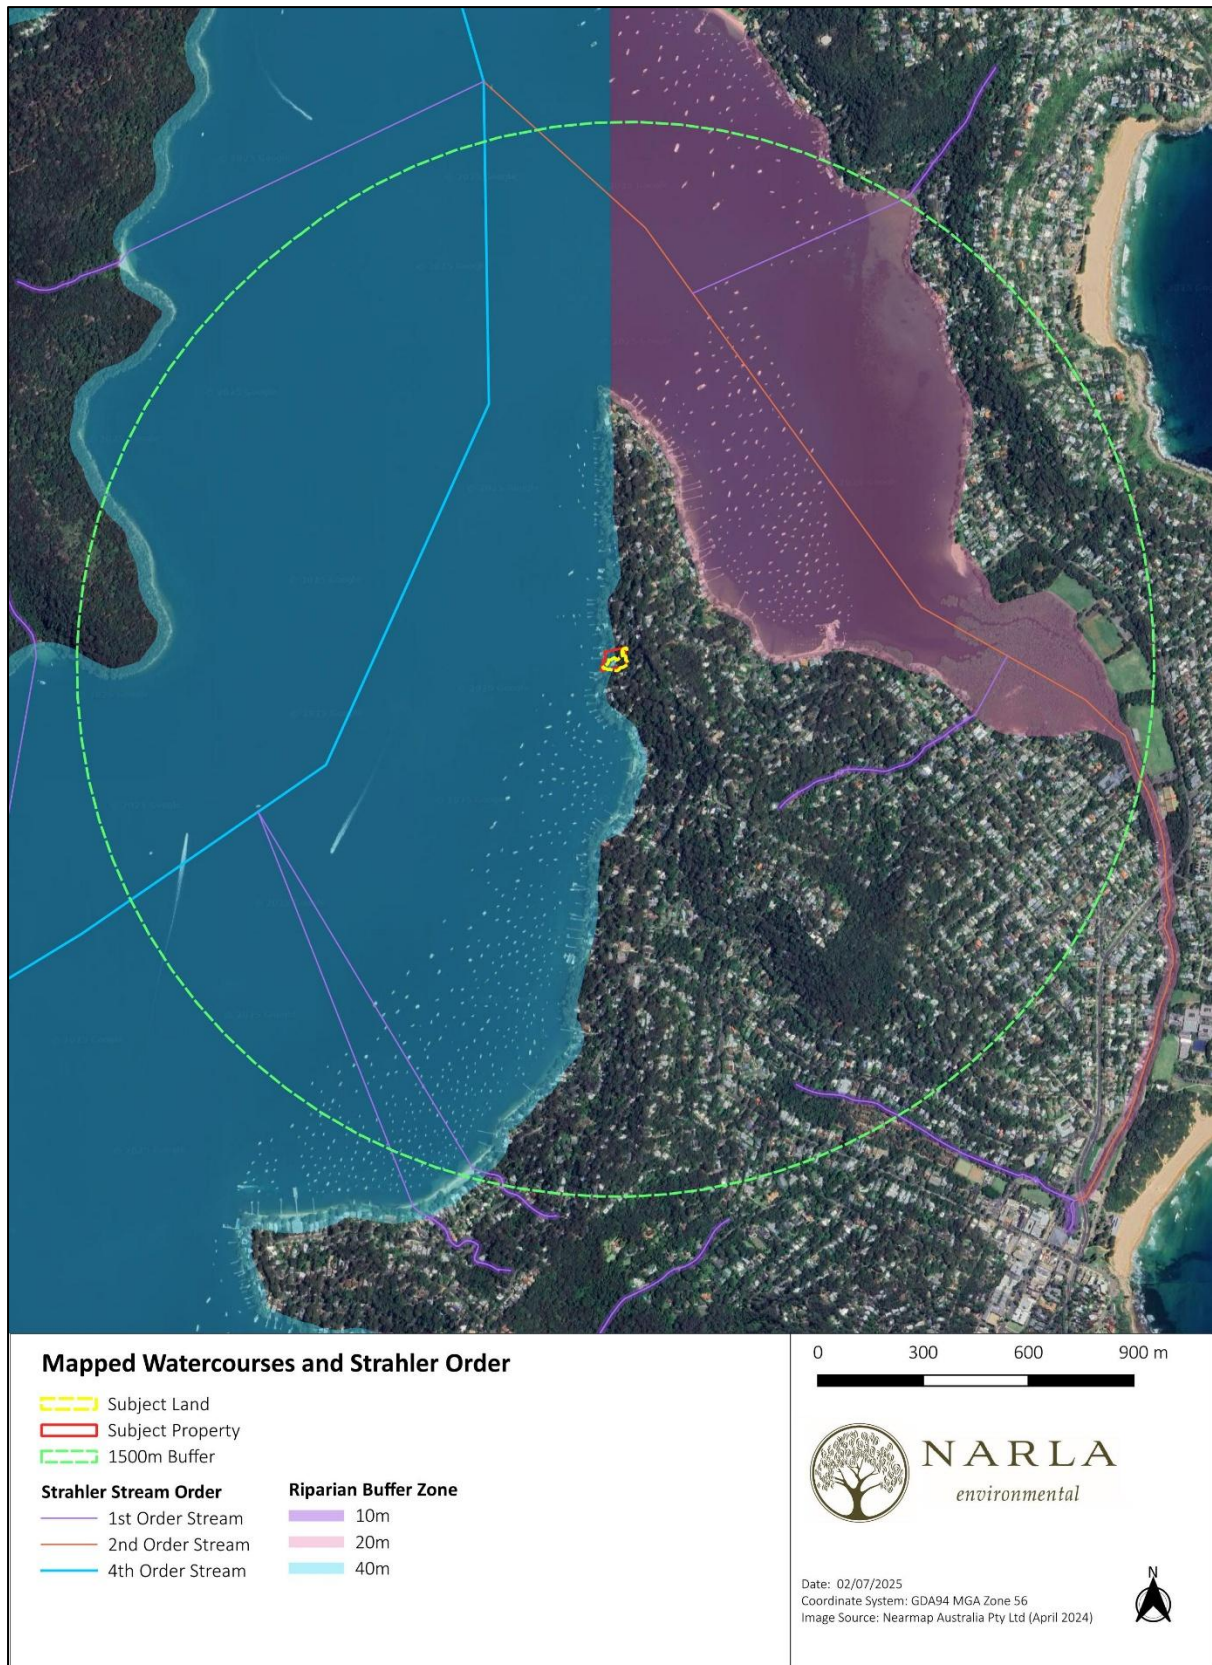 Mapped Watercourses and Strahler Order
Subject Land
Subject Property
1500m Buffer
Strahler Stream Order
1st Order Stream
2nd Order Stream
4th Order Stream
Riparian Buffer Zone
10m
20m
40m
0 300 600 900 m
NARLA
environmental
Date: 02/07/2025
Coordinate System: GDA94 MGA Zone 56
Image Source: Nearmap Australia Pty Ltd (April 2024)
N